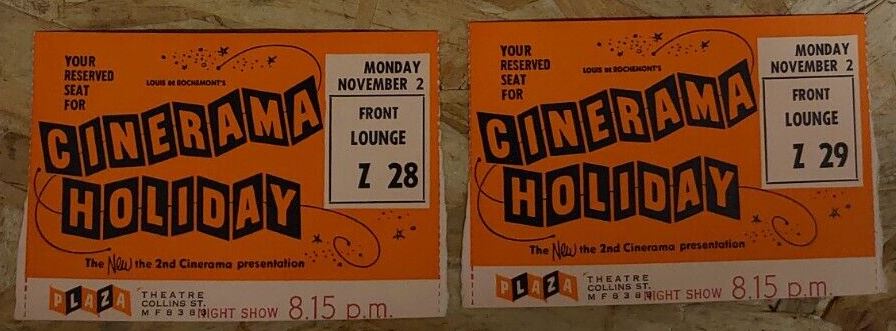 YOUR
RESERVED
SEAT
FOR
LOUIS DE ROCHEMONT'S
CINERAMA
HOLIDAY
The New the 2nd Cinerama presentation
MONDAY
NOVEMBER 2
FRONT
LOUNGE
Z 28
PLAZA
THEATRE
COLLINS ST.
NIGHT SHOW 8.15 p.m.
YOUR
RESERVED
SEAT
FOR
LOUIS DE ROCHEMONT'S
CINERAMA
HOLIDAY
The New the 2nd Cinerama presentation
MONDAY
NOVEMBER 2
FRONT
LOUNGE
Z 29
PLAZA
THEATRE
COLLINS ST.
NIGHT SHOW 8.15 p.m.